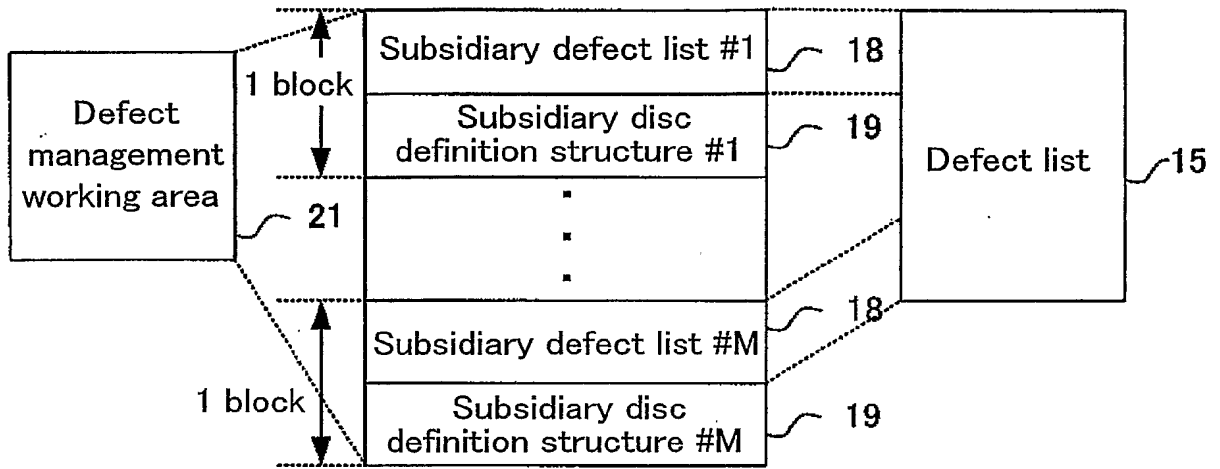 Defect
management
working area
21
1 block
Subsidiary defect list #1
18
Subsidiary disc
definition structure #1
19
Defect list
15
1 block
Subsidiary defect list #M
18
Subsidiary disc
definition structure #M
19